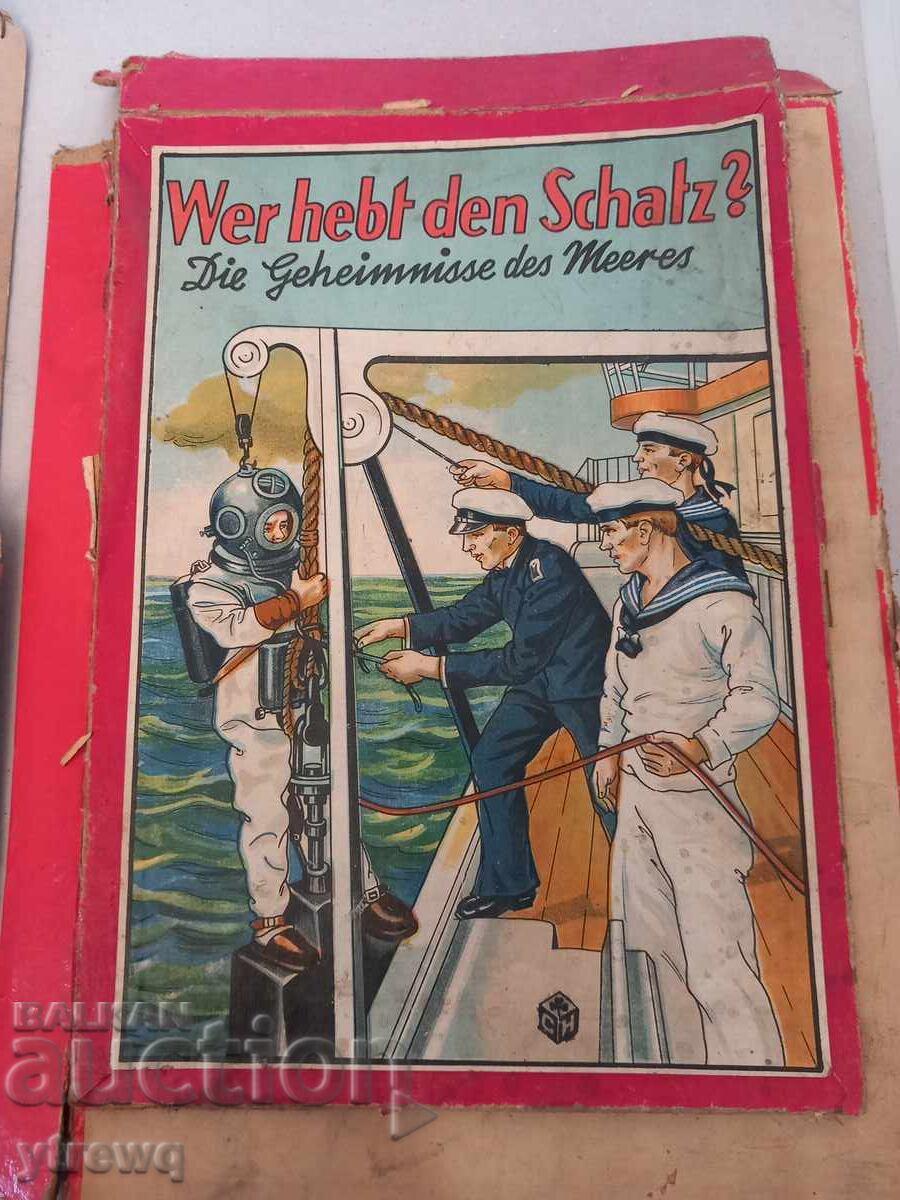 Wer hebt den Schatz?
Die Geheimnisse des Meeres
G H
BALKAN
auction
ytrewq